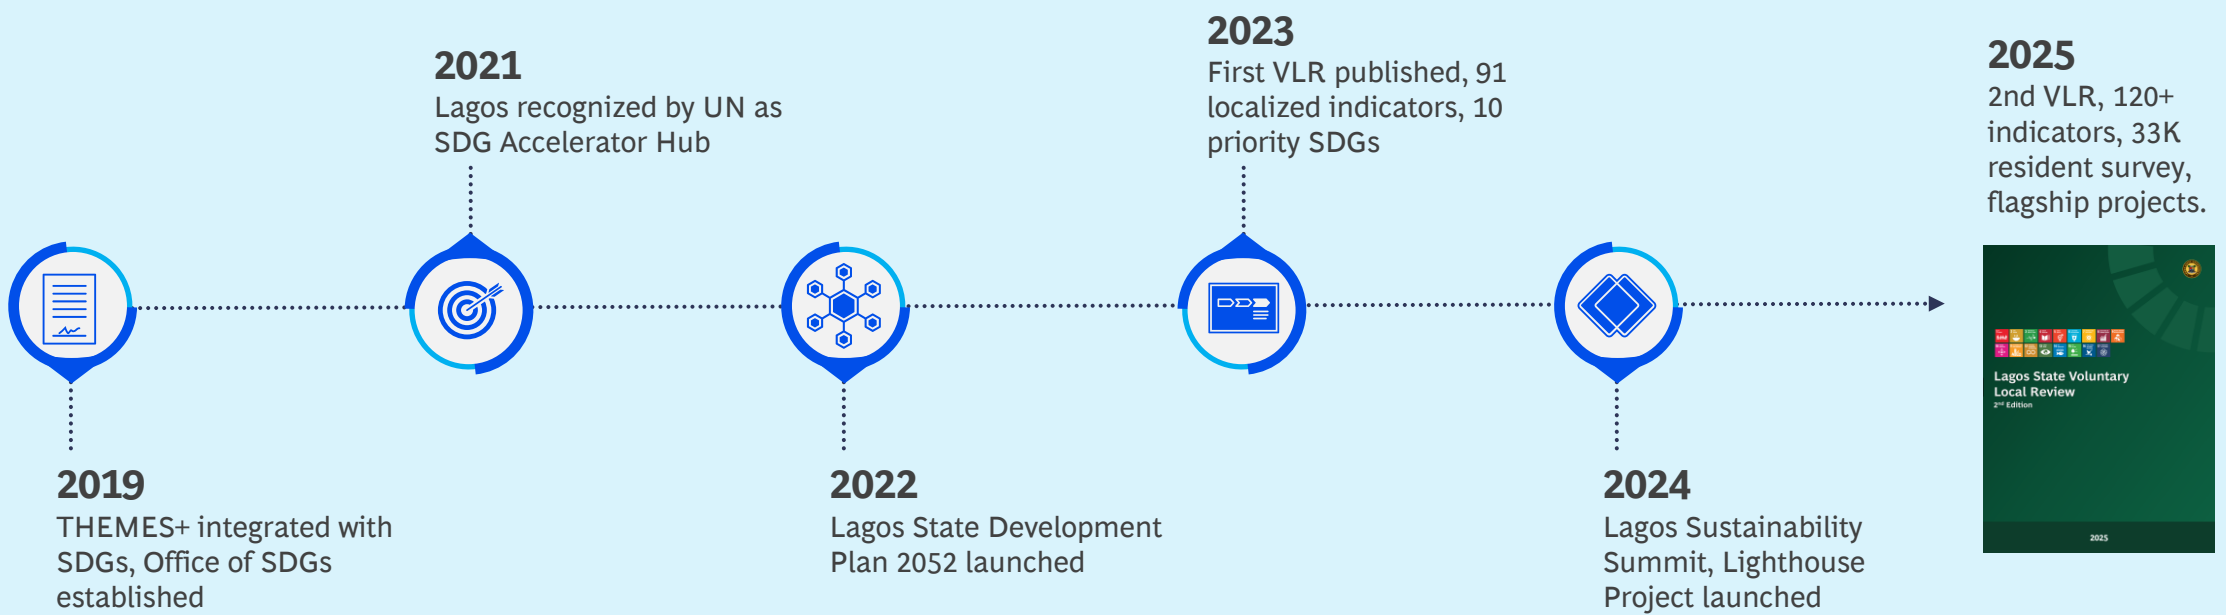 2019
THEMES+ integrated with
SDGs, Office of SDGs
established
2021
Lagos recognized by UN as
SDG Accelerator Hub
2022
Lagos State Development
Plan 2052 launched
2023
First VLR published, 91
localized indicators, 10
priority SDGs
2024
Lagos Sustainability
Summit, Lighthouse
Project launched
2025
2nd VLR, 120+
indicators, 33K
resident survey,
flagship projects.
Lagos State Voluntary
Local Review
2nd Edition
2025